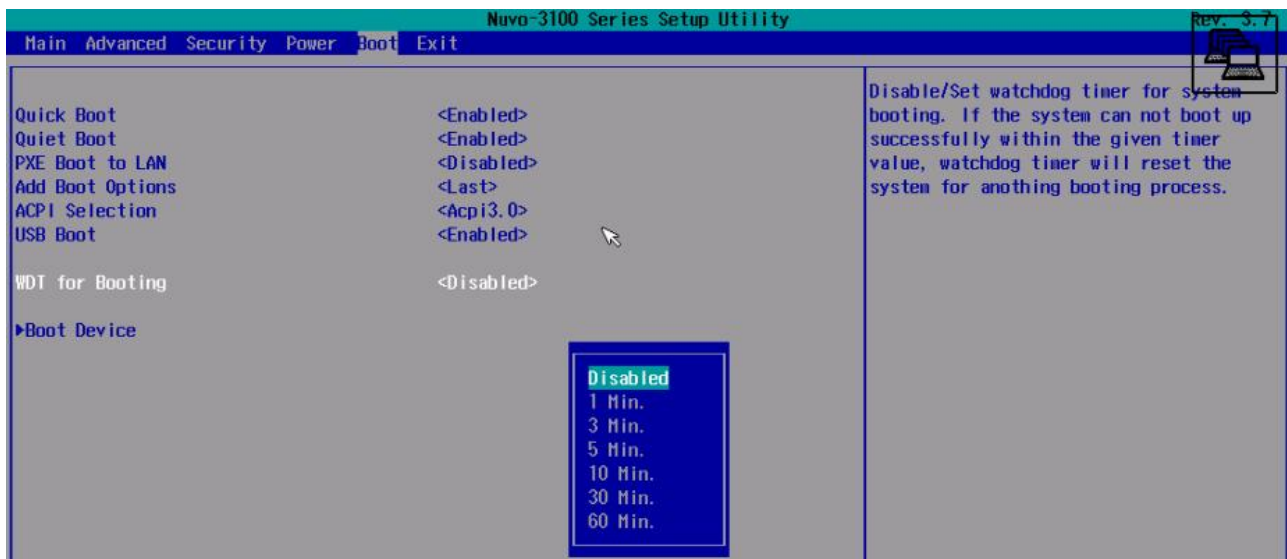 Nuvo-3100 Series Setup Utility Rev. 3.7
Main Advanced Security Power Boot Exit
Quick Boot <Enabled>
Quiet Boot <Enabled>
PXE Boot to LAN <Disabled>
Add Boot Options <Last>
ACPI Selection <Acpi3.0>
USB Boot <Enabled>
WDT for Booting <Disabled>
▶Boot Device
Disable/Set watchdog timer for system
booting. If the system can not boot up
successfully within the given timer
value, watchdog timer will reset the
system for anothing booting process.
Disabled
1 Min.
3 Min.
5 Min.
10 Min.
30 Min.
60 Min.